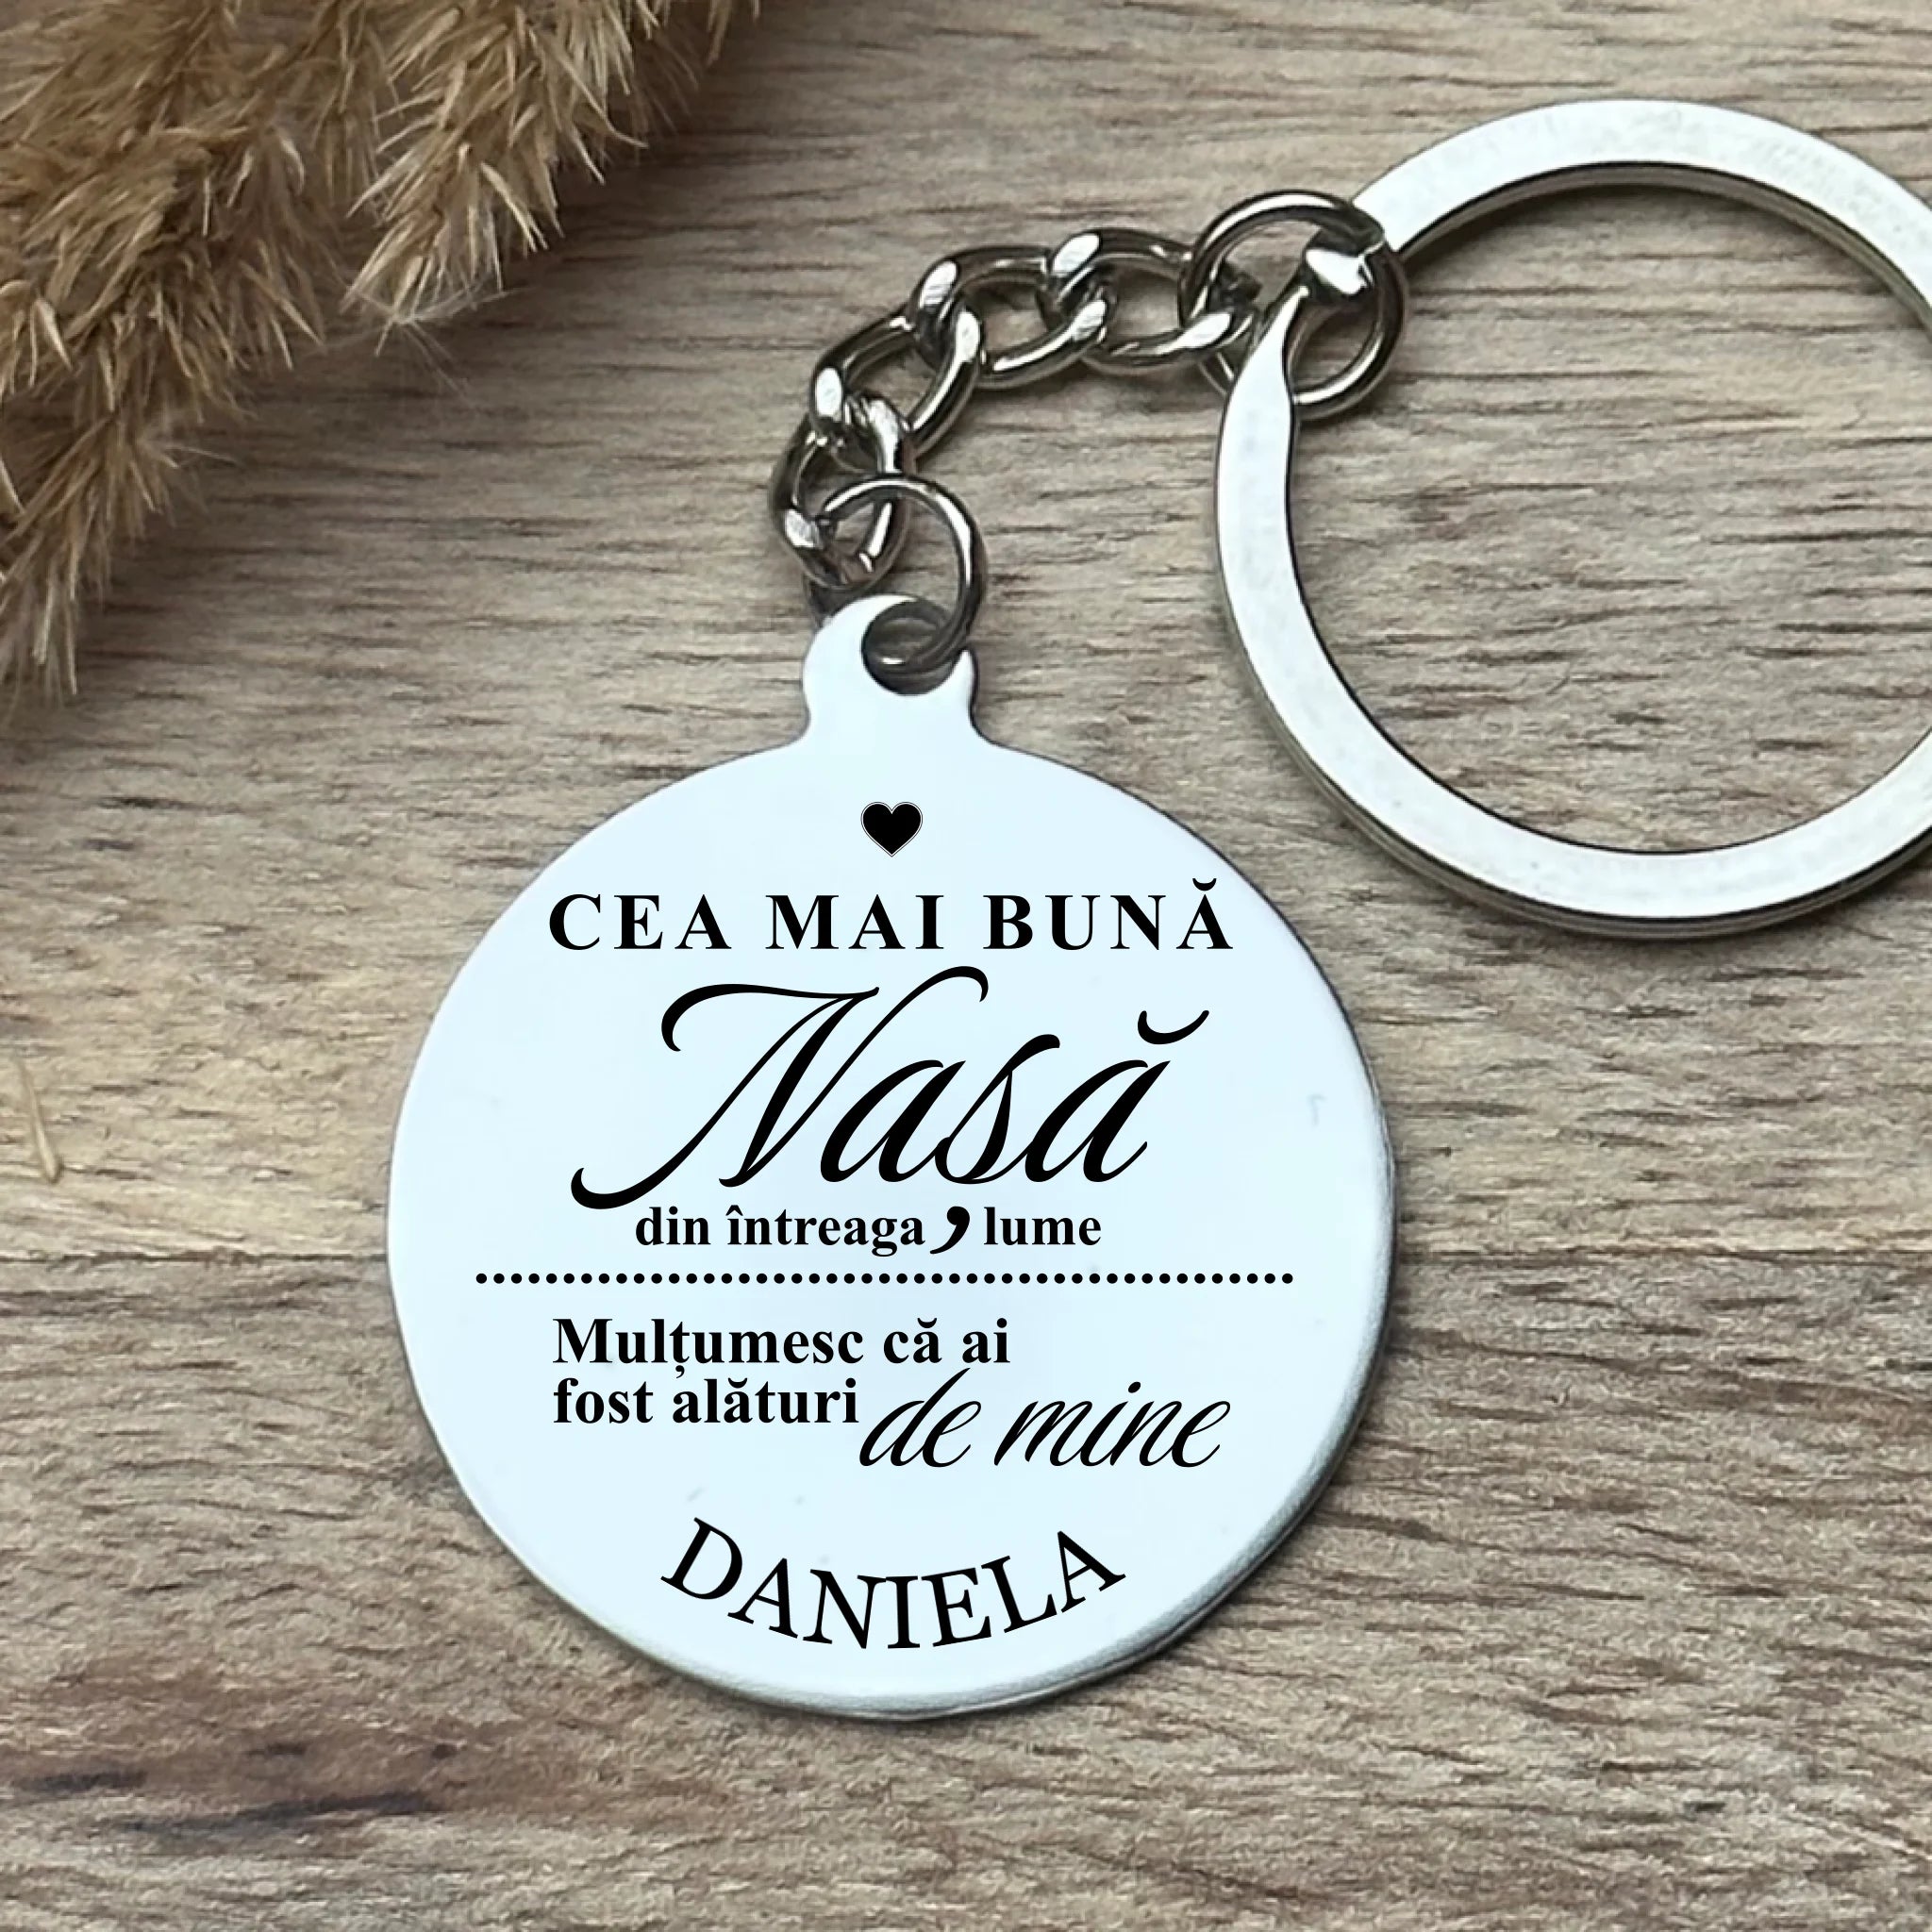 CEA MAI BUNĂ
Nașă
din întreaga lume
Mulțumesc că ai
fost alături de mine
DANIELA